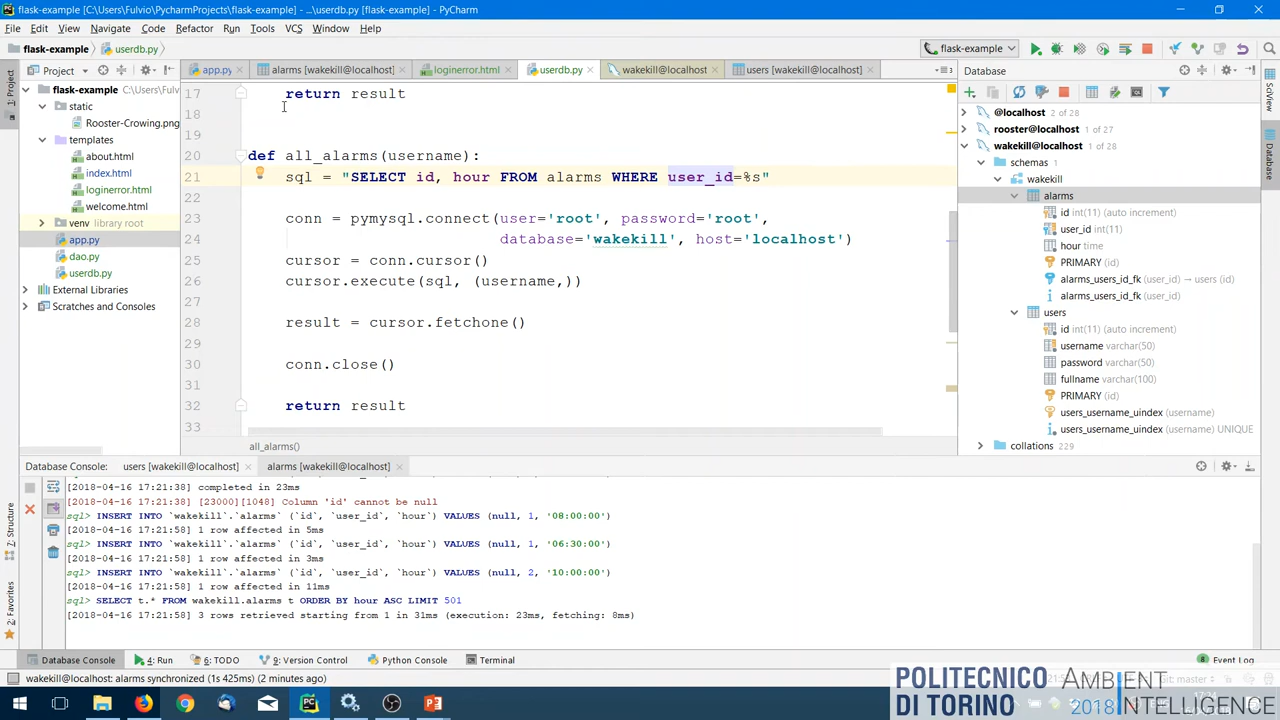 flask-example [C:\Users\Fulvio\PycharmProjects\flask-example] - ...\userdb.py [flask-example] - PyCharm
File Edit View Navigate Code Refactor Run Tools VCS Window Help
flask-example userdb.py flask-example
1: Project
Project
app.py alarms [wakekill@localhost] loginerror.html userdb.py wakekill@localhost users [wakekill@localhost]
Database
SciView
Database
flask-example C:\Users\Fulv
static
Rooster-Crowing.png
templates
about.html
index.html
loginerror.html
welcome.html
venv library root
app.py
dao.py
userdb.py
External Libraries
Scratches and Consoles
17 return result
18
19
20 def all_alarms(username):
21 sql = "SELECT id, hour FROM alarms WHERE user_id=%s"
22
23 conn = pymysql.connect(user='root', password='root',
24 database='wakekill', host='localhost')
25 cursor = conn.cursor()
26 cursor.execute(sql, (username,))
27
28 result = cursor.fetchone()
29
30 conn.close()
31
32 return result
33
all_alarms()
@localhost 2 of 28
rooster@localhost 1 of 27
wakekill@localhost 1 of 28
schemas 1
wakekill
alarms
id int(11) (auto increment)
user_id int(11)
hour time
PRIMARY (id)
alarms_users_id_fk (user_id) → users (id)
alarms_users_id_fk (user_id)
users
id int(11) (auto increment)
username varchar(50)
password varchar(50)
fullname varchar(100)
PRIMARY (id)
users_username_uindex (username)
users_username_uindex (username) UNIQUE
collations 229
Database Console: users [wakekill@localhost] alarms [wakekill@localhost]
Z: Structure
2: Favorites
[2018-04-16 17:21:38] completed in 23ms
[2018-04-16 17:21:38] [23000][1048] Column 'id' cannot be null
sql> INSERT INTO `wakekill`.`alarms` (`id`, `user_id`, `hour`) VALUES (null, 1, '08:00:00')
[2018-04-16 17:21:58] 1 row affected in 5ms
sql> INSERT INTO `wakekill`.`alarms` (`id`, `user_id`, `hour`) VALUES (null, 1, '06:30:00')
[2018-04-16 17:21:58] 1 row affected in 3ms
sql> INSERT INTO `wakekill`.`alarms` (`id`, `user_id`, `hour`) VALUES (null, 2, '10:00:00')
[2018-04-16 17:21:58] 1 row affected in 11ms
sql> SELECT t.* FROM wakekill.alarms t ORDER BY hour ASC LIMIT 501
[2018-04-16 17:21:58] 3 rows retrieved starting from 1 in 31ms (execution: 23ms, fetching: 8ms)
Database Console 4: Run 6: TODO 9: Version Control Python Console Terminal 8 Event Log
wakekill@localhost: alarms synchronized (1s 425ms) (2 minutes ago)
POLITECNICO
DI TORINO
AMBIENT
2018 INTELLIGENCE